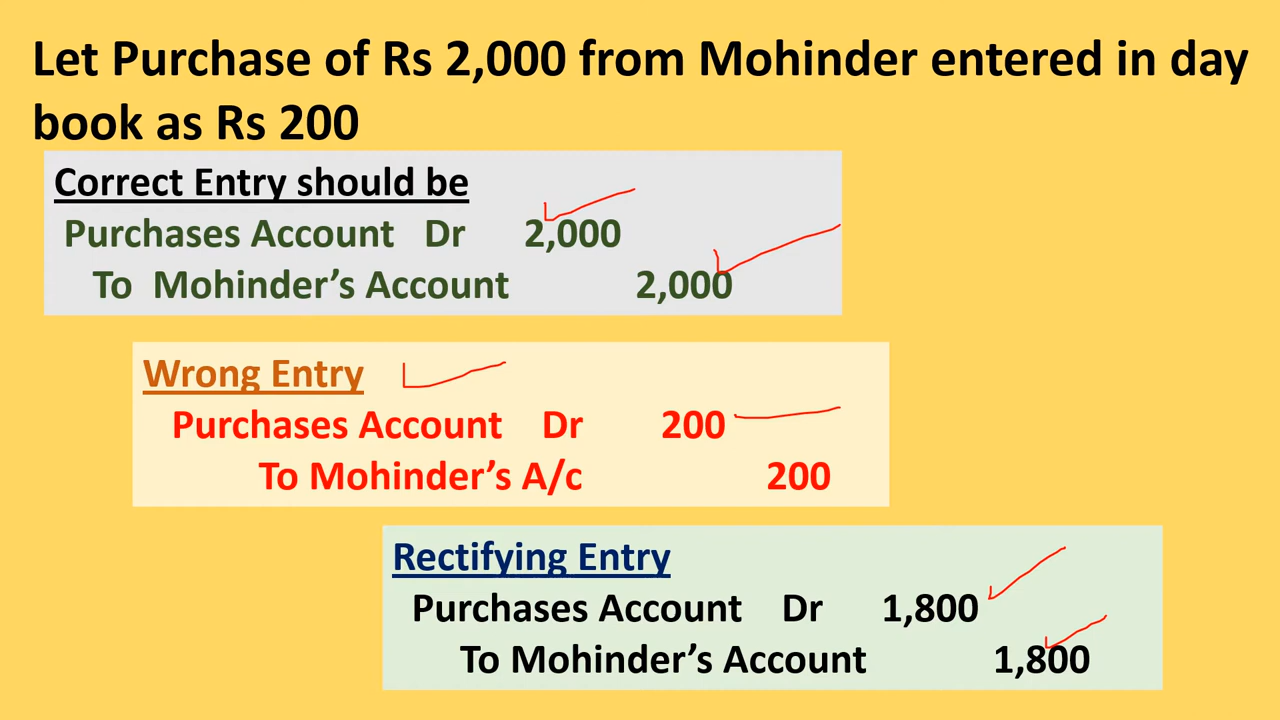 Let Purchase of Rs 2,000 from Mohinder entered in day
book as Rs 200
Correct Entry should be
Purchases Account Dr 2,000
To Mohinder’s Account 2,000
Wrong Entry
Purchases Account Dr 200
To Mohinder’s A/c 200
Rectifying Entry
Purchases Account Dr 1,800
To Mohinder’s Account 1,800